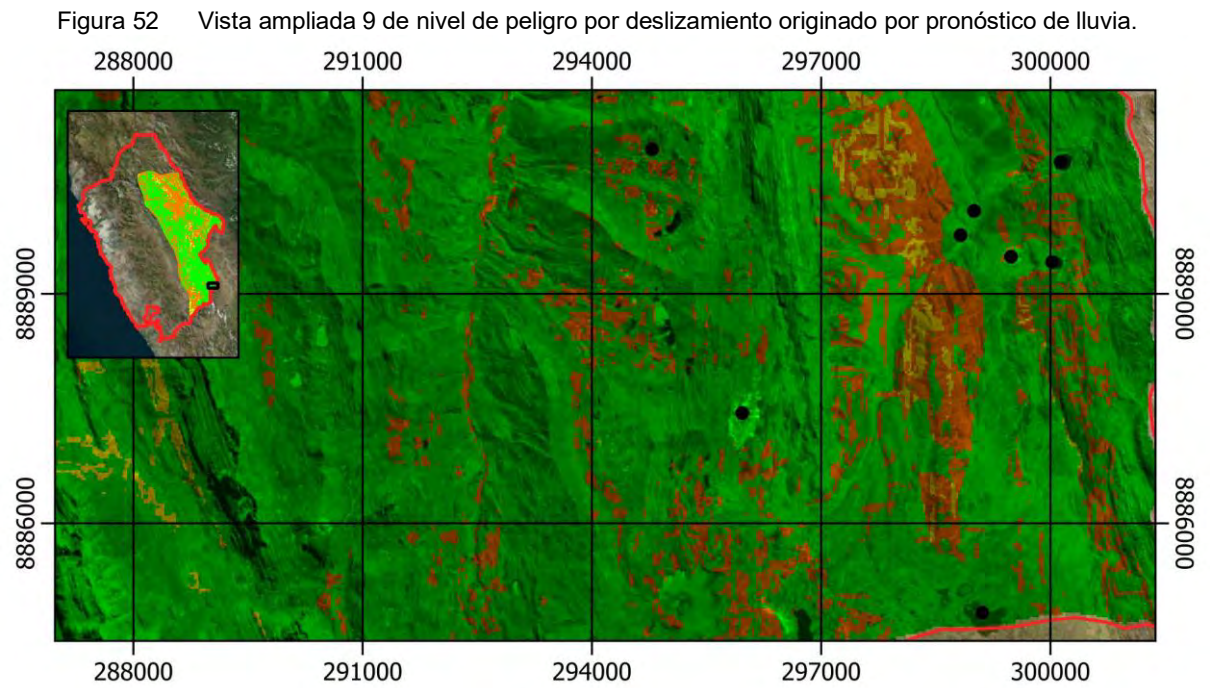 Figura 52 Vista ampliada 9 de nivel de peligro por deslizamiento originado por pronóstico de lluvia.
288000 291000 294000 297000 300000
8889000 8889000
8886000 8886000
288000 291000 294000 297000 300000